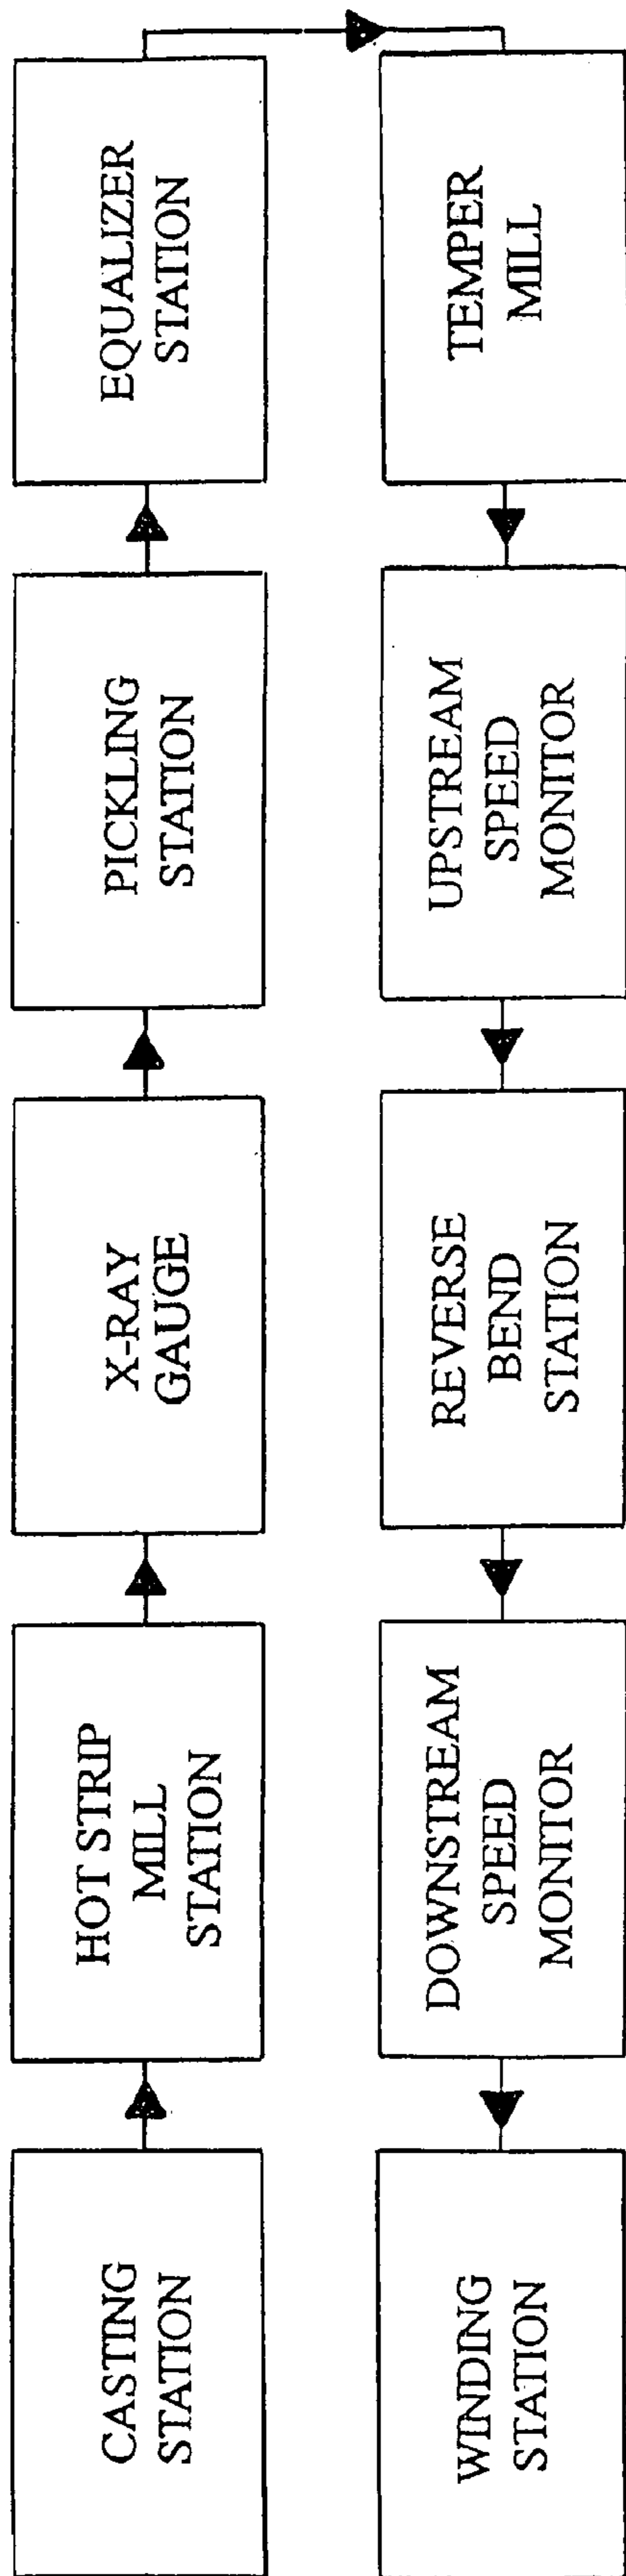 CASTING
STATION
HOT STRIP
MILL
STATION
X-RAY
GAUGE
PICKLING
STATION
EQUALIZER
STATION
TEMPER
MILL
UPSTREAM
SPEED
MONITOR
REVERSE
BEND
STATION
DOWNSTREAM
SPEED
MONITOR
WINDING
STATION